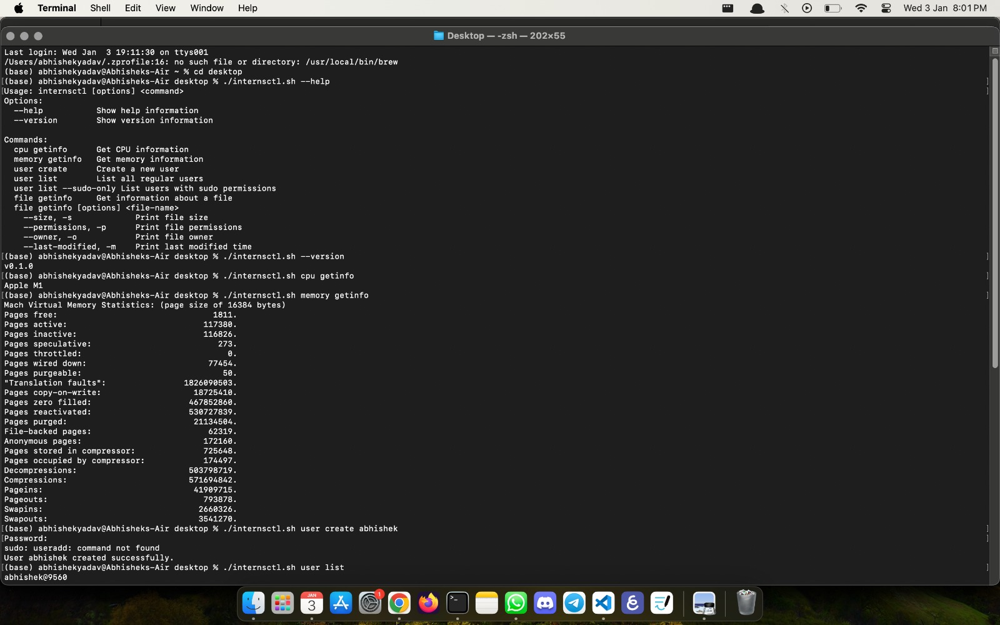 Terminal Shell Edit View Window Help Wed 3 Jan 8:01 PM
Desktop — -zsh — 202×55
Last login: Wed Jan  3 19:11:30 on ttys001
/Users/abhishekyadav/.zprofile:16: no such file or directory: /usr/local/bin/brew
(base) abhishekyadav@Abhisheks-Air ~ % cd desktop
[(base) abhishekyadav@Abhisheks-Air desktop % ./internsctl.sh --help ]
[Usage: internsctl [options] <command> ]
Options:
  --help           Show help information
  --version        Show version information
Commands:
  cpu getinfo      Get CPU information
  memory getinfo   Get memory information
  user create      Create a new user
  user list        List all regular users
  user list --sudo-only List users with sudo permissions
  file getinfo     Get information about a file
  file getinfo [options] <file-name>
    --size, -s             Print file size
    --permissions, -p      Print file permissions
    --owner, -o            Print file owner
    --last-modified, -m    Print last modified time
[(base) abhishekyadav@Abhisheks-Air desktop % ./internsctl.sh --version ]
v0.1.0
[(base) abhishekyadav@Abhisheks-Air desktop % ./internsctl.sh cpu getinfo ]
Apple M1
[(base) abhishekyadav@Abhisheks-Air desktop % ./internsctl.sh memory getinfo ]
Mach Virtual Memory Statistics: (page size of 16384 bytes)
Pages free:                                1811.
Pages active:                            117380.
Pages inactive:                          116826.
Pages speculative:                          273.
Pages throttled:                              0.
Pages wired down:                         77454.
Pages purgeable:                             50.
"Translation faults":                1826090503.
Pages copy-on-write:                   18725410.
Pages zero filled:                    467852860.
Pages reactivated:                    530727839.
Pages purged:                          21134504.
File-backed pages:                        62319.
Anonymous pages:                         172160.
Pages stored in compressor:              725648.
Pages occupied by compressor:            174497.
Decompressions:                       503798719.
Compressions:                         571694842.
Pageins:                               41909715.
Pageouts:                                793878.
Swapins:                                2660326.
Swapouts:                               3541270.
[(base) abhishekyadav@Abhisheks-Air desktop % ./internsctl.sh user create abhishek ]
[Password: ]
sudo: useradd: command not found
User abhishek created successfully.
[(base) abhishekyadav@Abhisheks-Air desktop % ./internsctl.sh user list ]
abhishek@9560
JAN
3
1